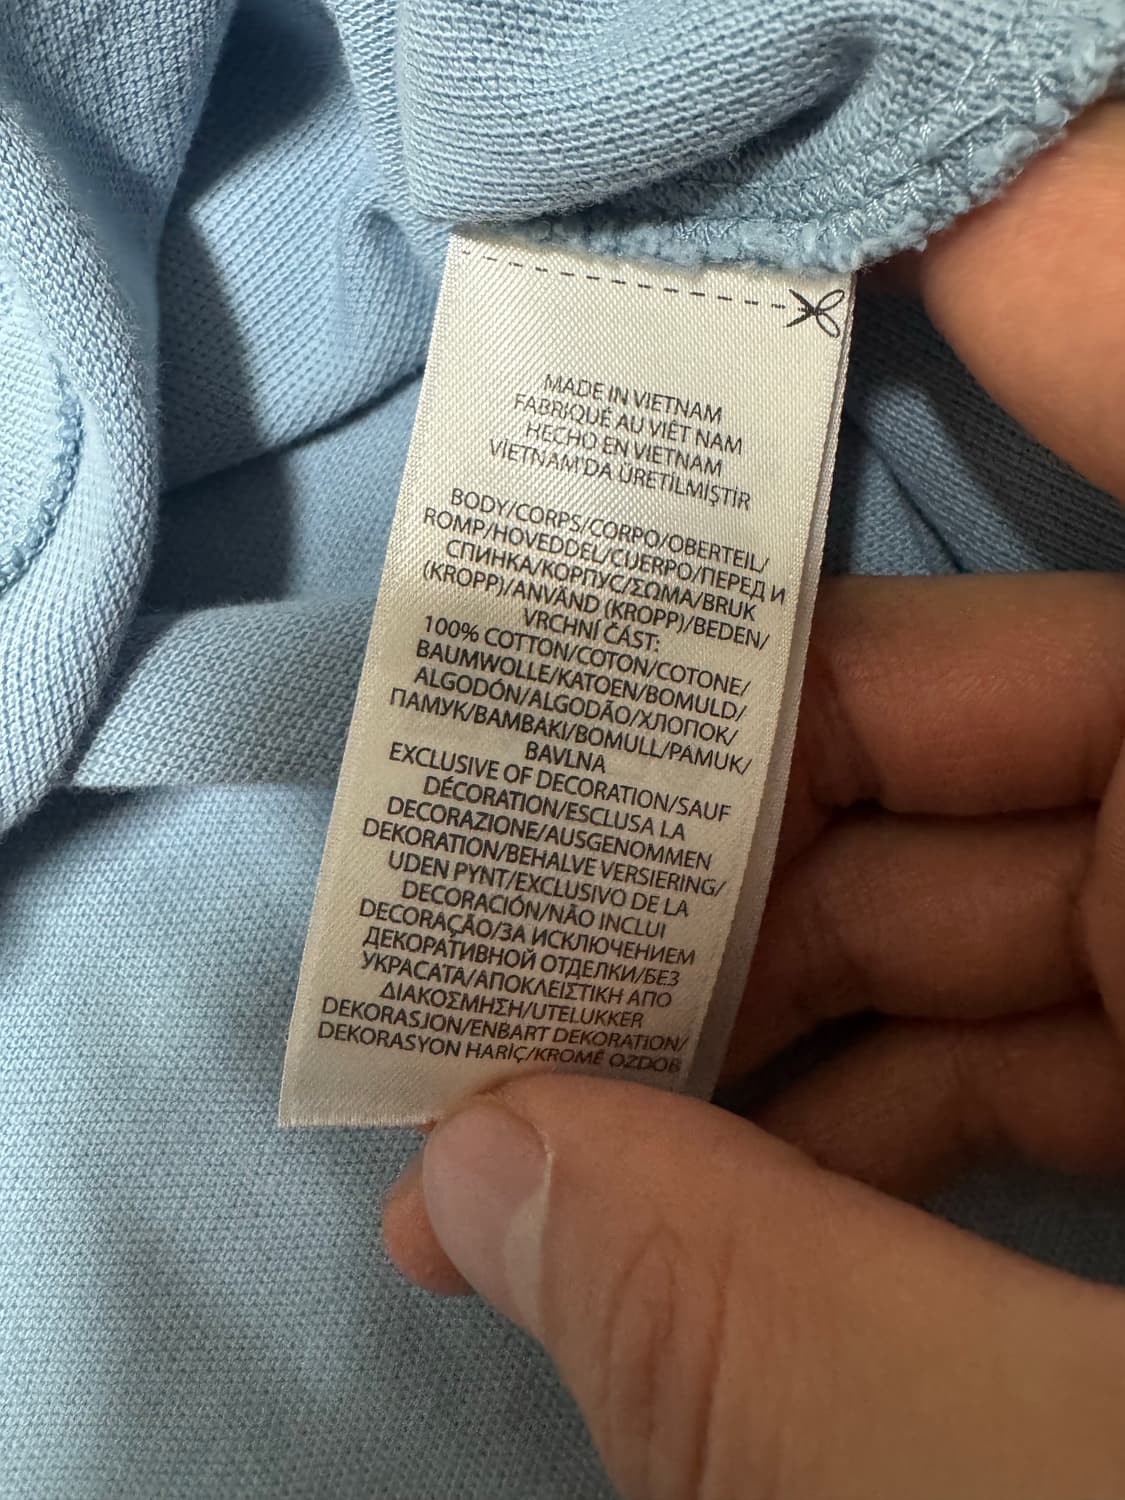 MADE IN VIETNAM
FABRIQUÉ AU VIÊT NAM
HECHO EN VIETNAM
VİETNAM'DA ÜRETİLMİŞTİR
BODY/CORPS/CORPO/OBERTEIL/
ROMP/HOVEDDEL/CUERPO/ПЕРЕД И
СПИНКА/КОРПУС/ΣΩΜΑ/BRUK
(KROPP)/ANVÄND (KROPP)/BEDEN/
VRCHNÍ ČÁST:
100% COTTON/COTON/COTONE/
BAUMWOLLE/KATOEN/BOMULD/
ALGODÓN/ALGODÃO/ХЛОПОК/
ПАМУК/ΒΑΜΒΑΚΙ/BOMULL/PAMUK/
BAVLNA
EXCLUSIVE OF DECORATION/SAUF
DÉCORATION/ESCLUSA LA
DECORAZIONE/AUSGENOMMEN
DEKORATION/BEHALVE VERSIERING/
UDEN PYNT/EXCLUSIVO DE LA
DECORACIÓN/NÃO INCLUI
DECORAÇÃO/ЗА ИСКЛЮЧЕНИЕМ
ДЕКОРАТИВНОЙ ОТДЕЛКИ/БЕЗ
УКРАСАТА/ΑΠΟΚΛΕΙΣΤΙΚΗ ΑΠΟ
ΔΙΑΚΟΣΜΗΣΗ/UTELUKKER
DEKORASJON/ENBART DEKORATION/
DEKORASYON HARİÇ/KROMĚ OZDOB